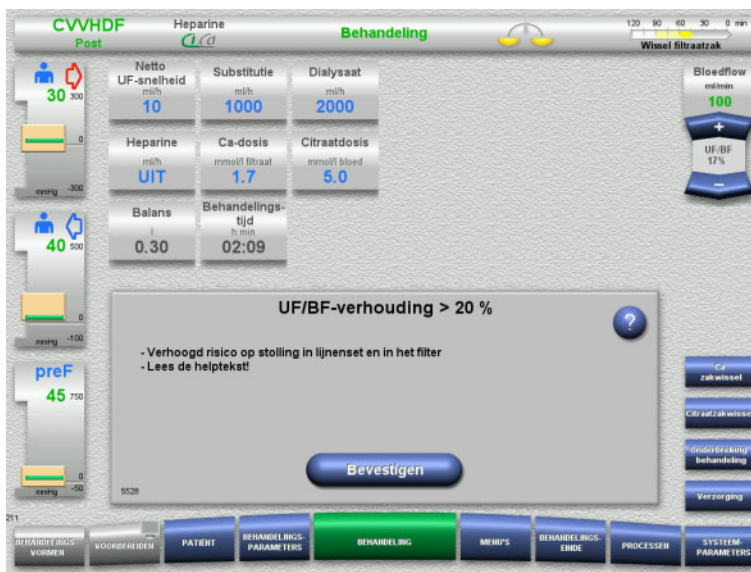 CVVHDF
Post
Heparine
Ci Ca
Behandeling
120 90 60 30 0 min
Wissel filtraatzak
30 300
0
mmHg -300
40 500
0
mmHg -100
preF
45 750
0
mmHg -50
Netto
UF-snelheid
ml/h
10
Substitutie
ml/h
1000
Dialysaat
ml/h
2000
Heparine
ml/h
UIT
Ca-dosis
mmol/l filtraat
1.7
Citraatdosis
mmol/l bloed
5.0
Balans
l
0.30
Behandelings-
tijd
h:min
02:09
Bloedflow
ml/min
100
+
UF/BF
17%
–
UF/BF-verhouding > 20 %
?
- Verhoogd risico op stolling in lijnenset en in het filter
- Lees de helptekst!
Bevestigen
5528
Ca
zakwissel
Citraatzakwissel
Onderbreking
behandeling
Verzorging
211
BEHANDELINGS-
VORMEN
VOORBEREIDEN
PATIËNT
BEHANDELINGS-
PARAMETERS
BEHANDELING
MENU'S
BEHANDELINGS-
EINDE
PROCESSEN
SYSTEEM-
PARAMETERS